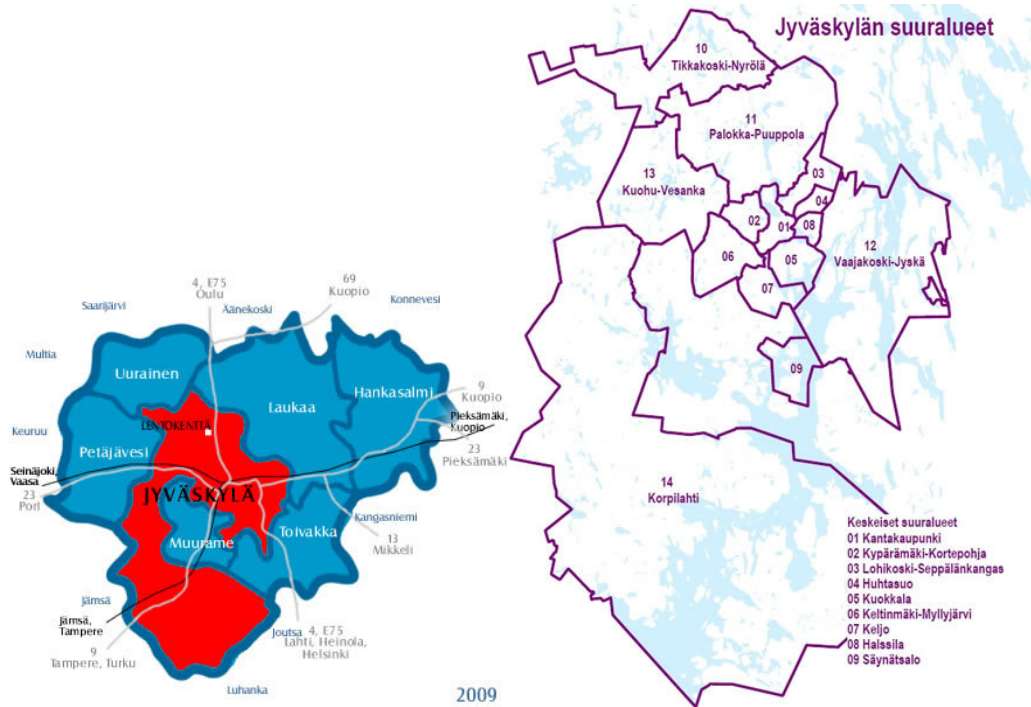 4, E75
Oulu
69
Kuopio
Saarijärvi
Äänekoski
Konnevesi
Multia
Uurainen
Laukaa
Hankasalmi
9
Kuopio
LENTOKENTTÄ
Pieksämäki,
Kuopio
Keuruu
Petäjävesi
23
Pieksämäki
Seinäjoki,
Vaasa
23
Pori
JYVÄSKYLÄ
Kangasniemi
13
Mikkeli
Muurame
Toivakka
Jämsä
Jämsä,
Tampere
9
Tampere, Turku
Joutsa
4, E75
Lahti, Heinola,
Helsinki
Luhanka
2009
Jyväskylän suuralueet
10
Tikkakoski-Nyrölä
11
Palokka-Puuppola
13
Kuohu-Vesanka
03
04
02
01
08
12
Vaajakoski-Jyskä
06
05
07
09
14
Korpilahti
Keskeiset suuralueet
01 Kantakaupunki
02 Kypärämäki-Kortepohja
03 Lohikoski-Seppälänkangas
04 Huhtasuo
05 Kuokkala
06 Keltinmäki-Myllyjärvi
07 Keljo
08 Halssila
09 Säynätsalo